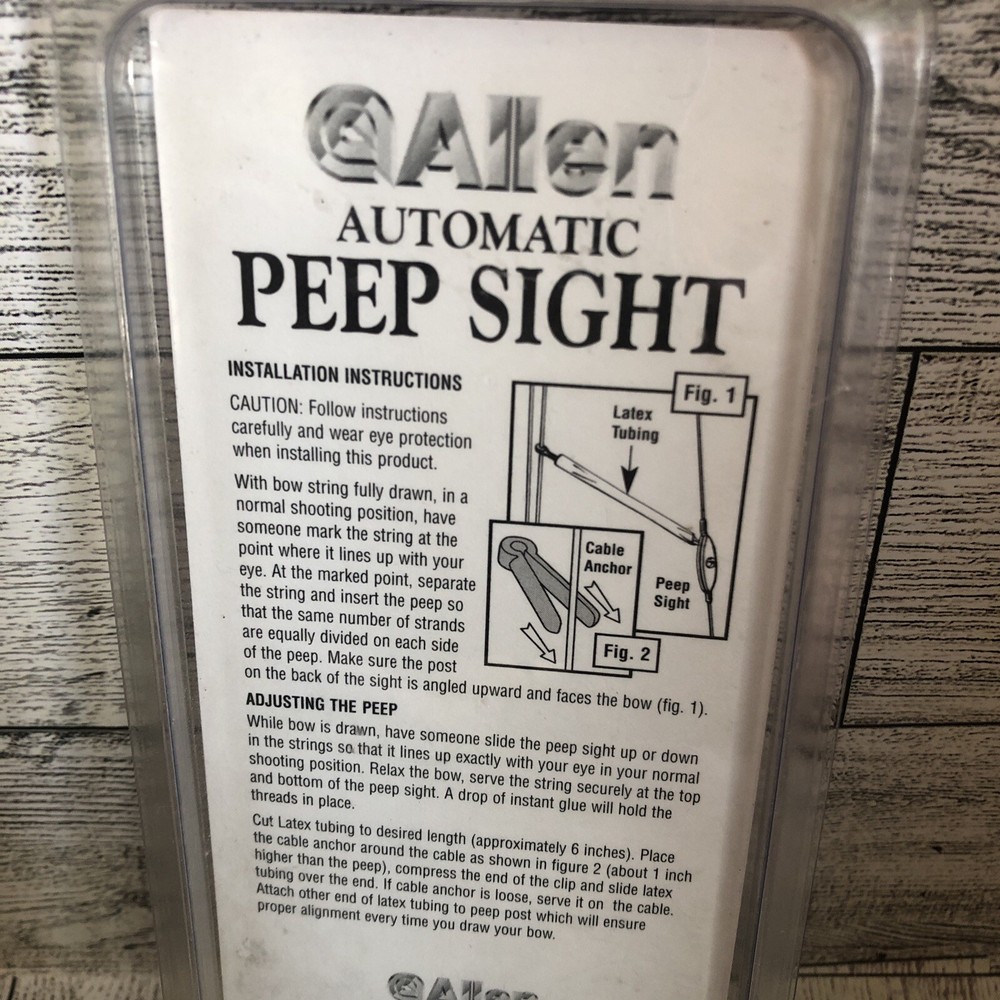 Allen
AUTOMATIC
PEEP SIGHT
INSTALLATION INSTRUCTIONS
CAUTION: Follow instructions
carefully and wear eye protection
when installing this product.
With bow string fully drawn, in a
normal shooting position, have
someone mark the string at the
point where it lines up with your
eye. At the marked point, separate
the string and insert the peep so
that the same number of strands
are equally divided on each side
of the peep. Make sure the post
on the back of the sight is angled upward and faces the bow (fig. 1).
Fig. 1
Latex
Tubing
Cable
Anchor
Peep
Sight
Fig. 2
ADJUSTING THE PEEP
While bow is drawn, have someone slide the peep sight up or down
in the strings so that it lines up exactly with your eye in your normal
shooting position. Relax the bow, serve the string securely at the top
and bottom of the peep sight. A drop of instant glue will hold the
threads in place.
Cut Latex tubing to desired length (approximately 6 inches). Place
the cable anchor around the cable as shown in figure 2 (about 1 inch
higher than the peep), compress the end of the clip and slide latex
tubing over the end. If cable anchor is loose, serve it on the cable.
Attach other end of latex tubing to peep post which will ensure
proper alignment every time you draw your bow.
Allen